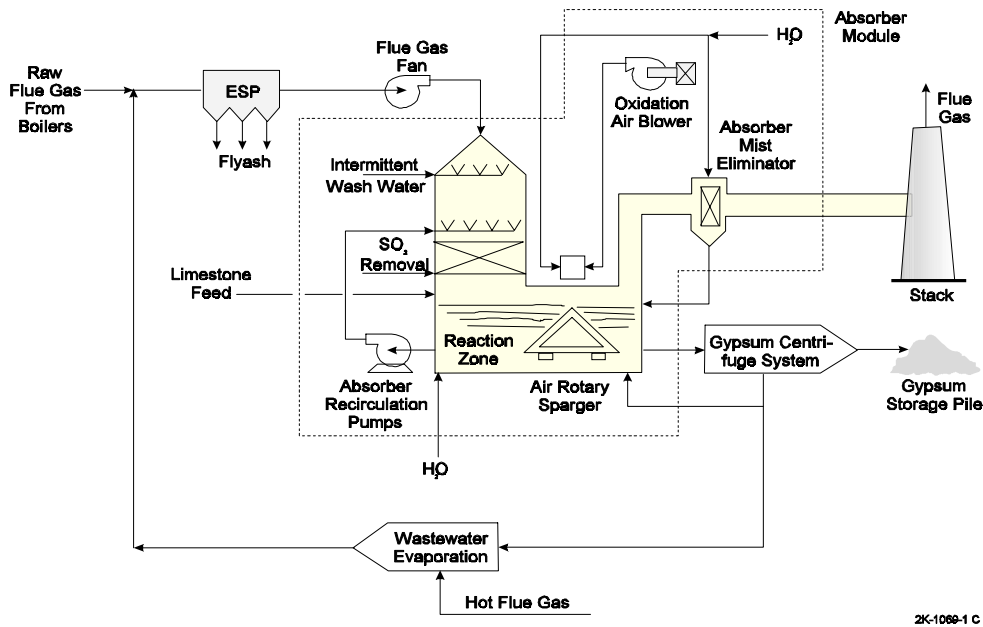 Absorber
Module
H₂O
Flue Gas
Fan
Raw
Flue Gas
From
Boilers
ESP
Flyash
Oxidation
Air Blower
Absorber
Mist
Eliminator
Flue
Gas
Intermittent
Wash Water
SO₂
Removal
Limestone
Feed
Stack
Reaction
Zone
Gypsum Centri-
fuge System
Absorber
Recirculation
Pumps
Air Rotary
Sparger
Gypsum
Storage Pile
H₂O
Wastewater
Evaporation
Hot Flue Gas
2K-1069-1 C